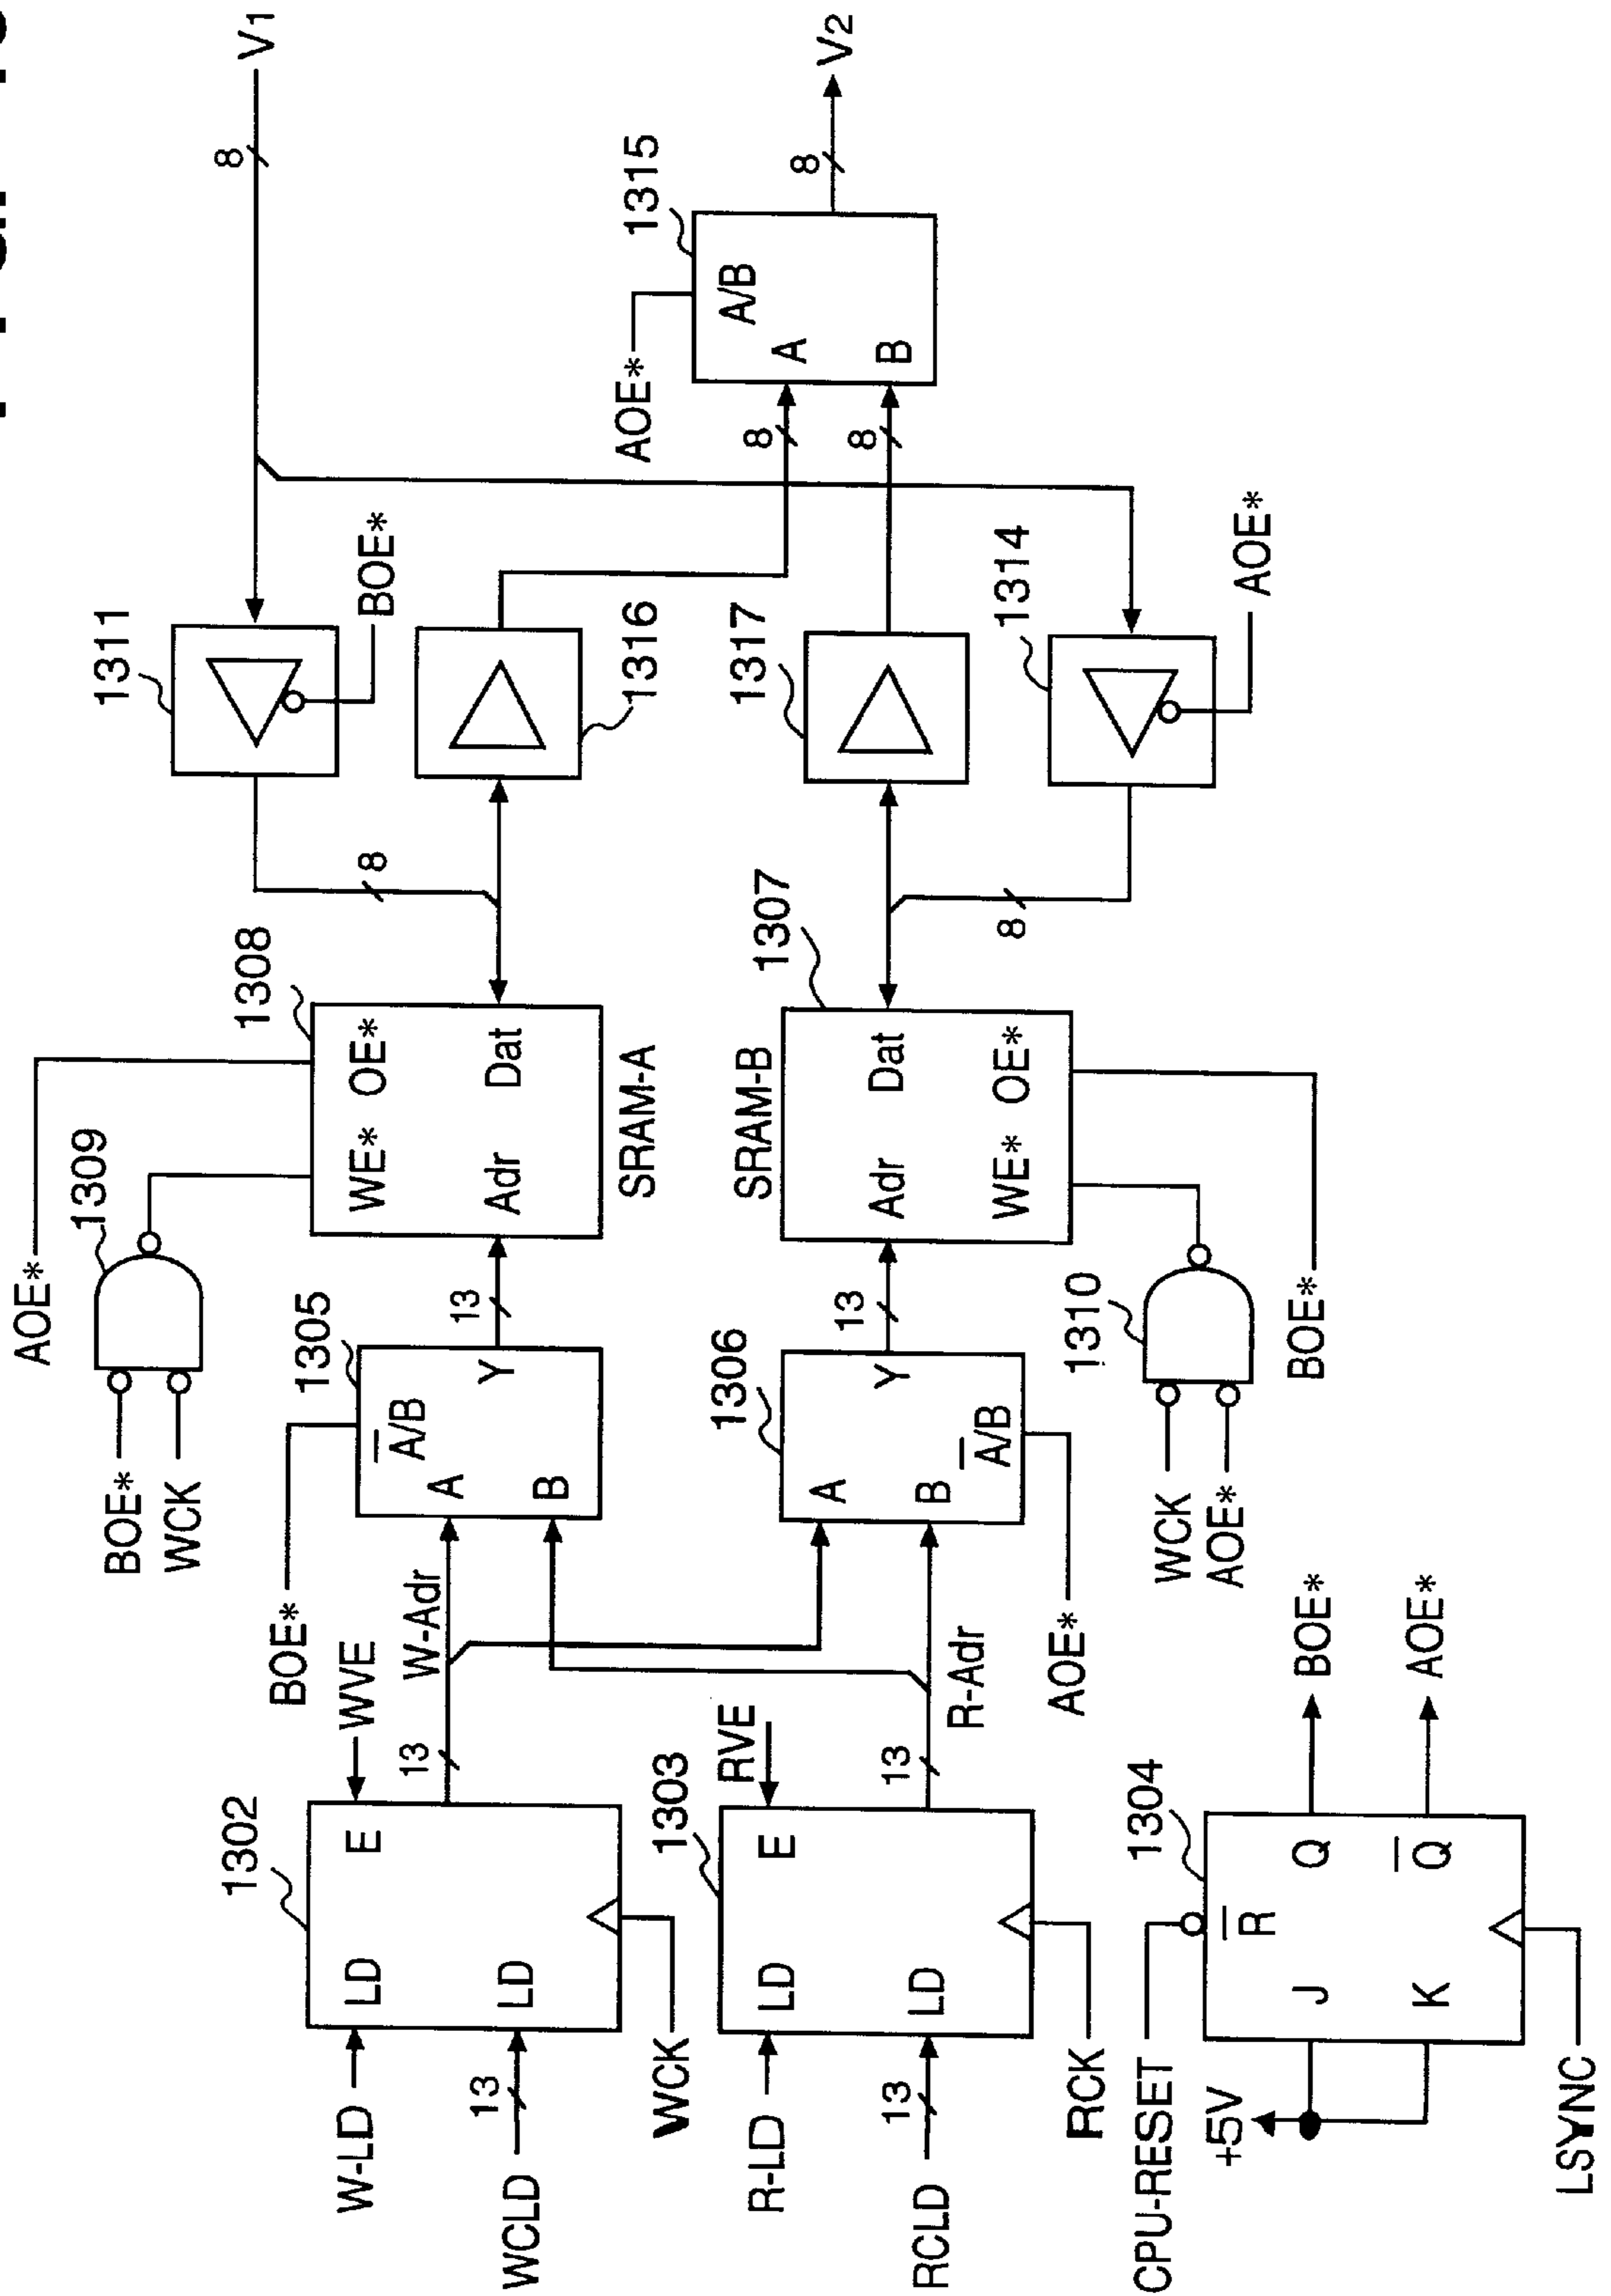 V1
8
1311
BOE*
1316
1317
1314
AOE*
8
8
AOE*
1315
A/B
A
B
8
V2
8
8
AOE*
1309
BOE*
WCK
1308
WE* OE*
Adr Dat
SRAM-A
SRAM-B
1307
Adr Dat
WE* OE*
1310
WCK
AOE*
BOE*
BOE*
1305
A/B
A
Y
B
13
1306
A
Y
B
A/B
13
AOE*
W-LD
WCLD
13
1302
LD
E
LD
WVE
W-Adr
13
WCK
R-LD
RCLD
13
1303
LD
E
LD
RVE
R-Adr
13
RCK
CPU-RESET
+5V
1304
R
J
Q
K
Q
BOE*
AOE*
LSYNC